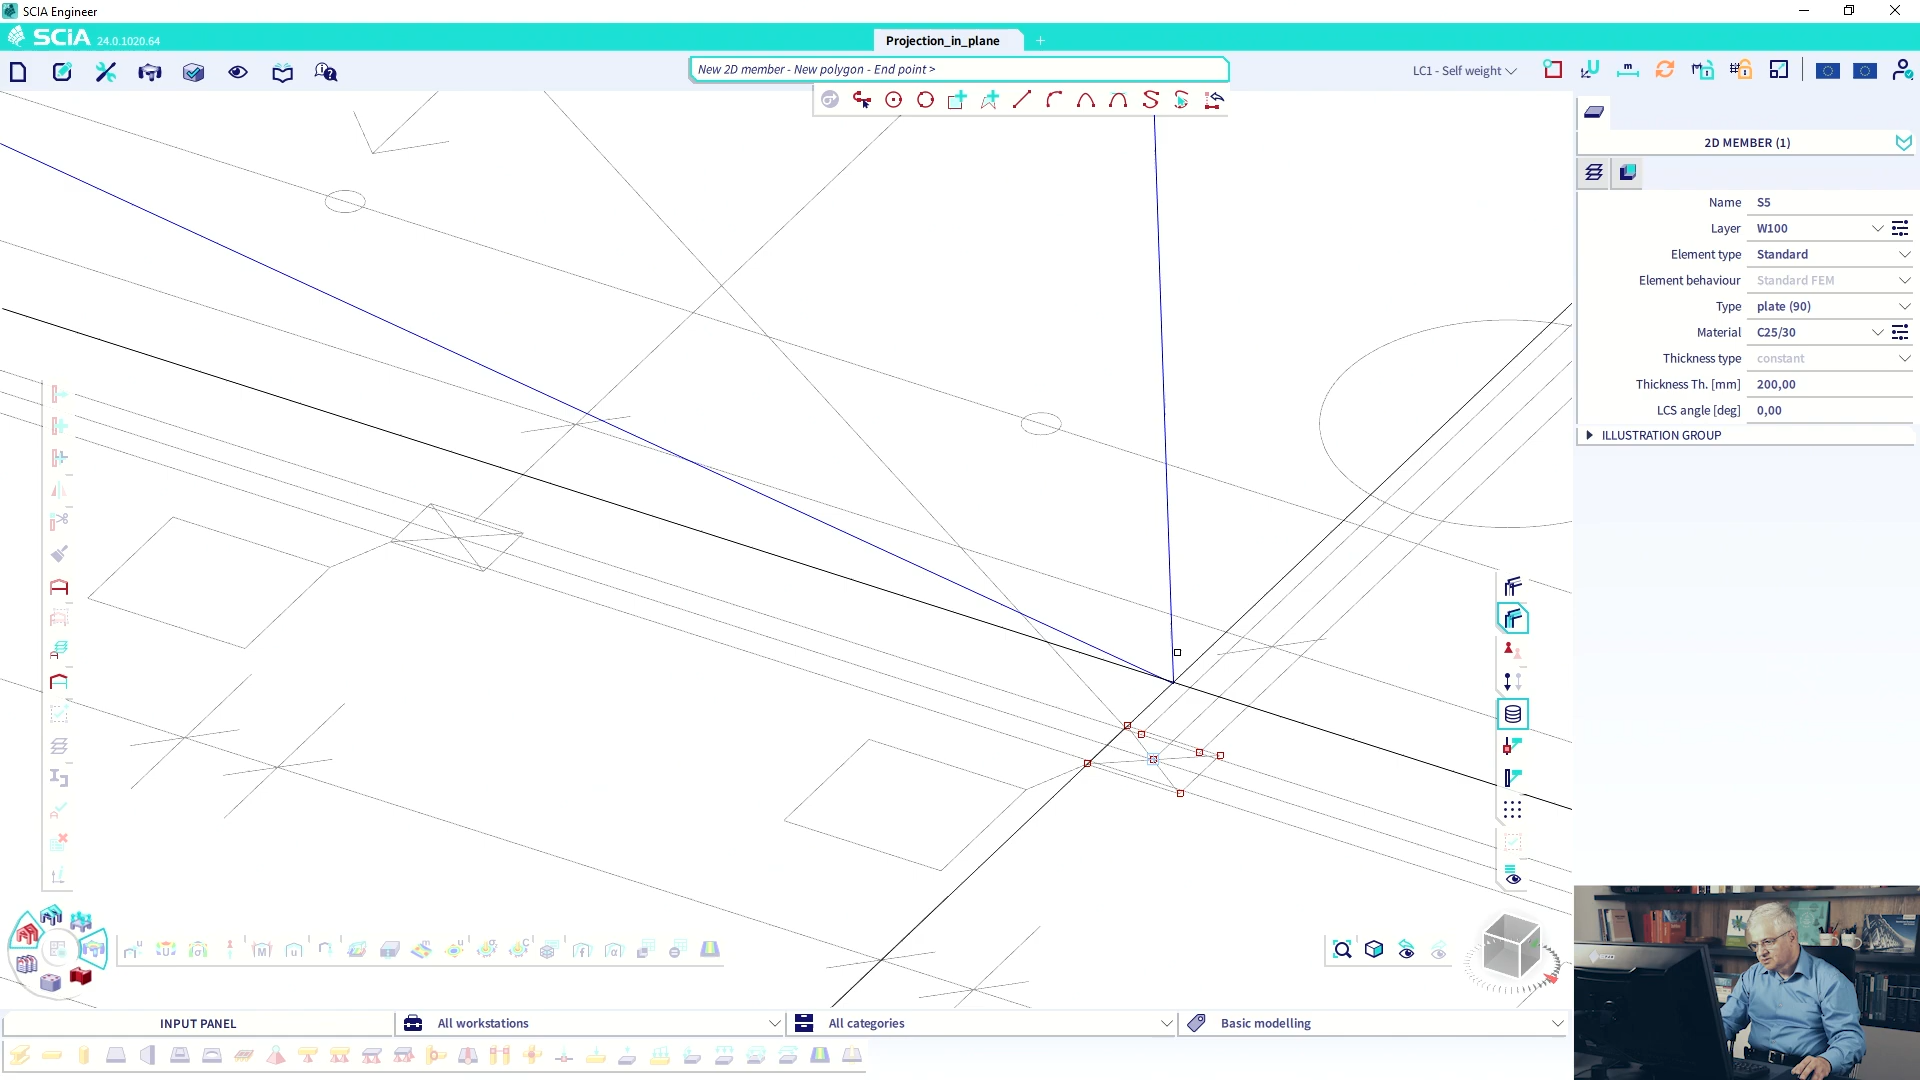 SCIA Engineer
SCiA 24.0.1020.64
Projection_in_plane
New 2D member - New polygon - End point >
LC1 - Self weight
2D MEMBER (1)
Name S5
Layer W100
Element type Standard
Element behaviour Standard FEM
Type plate (90)
Material C25/30
Thickness type constant
Thickness Th. [mm] 200,00
LCS angle [deg] 0,00
ILLUSTRATION GROUP
INPUT PANEL
All workstations
All categories
Basic modelling